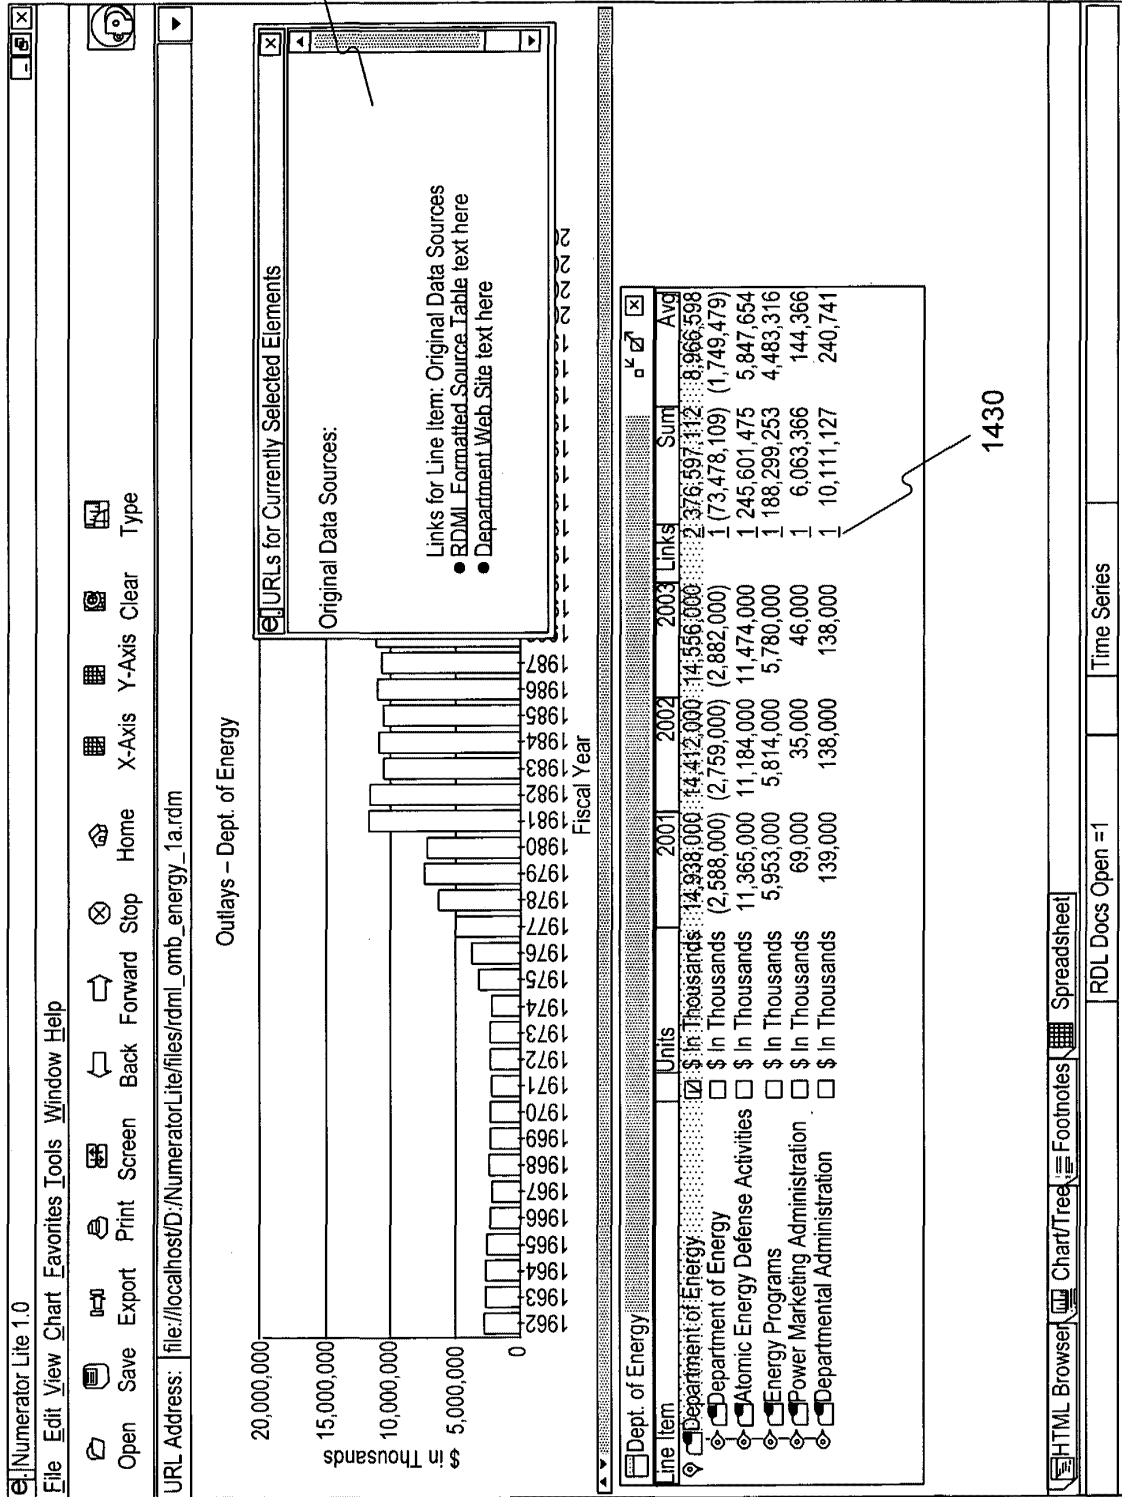 e. Numerator Lite 1.0
File Edit View Chart Favorites Tools Window Help
Open Save Export Print Screen Back Forward Stop Home X-Axis Y-Axis Clear Type
URL Address: file://localhost/D:/NumeratorLite/files/rdml_omb_energy_1a.rdm
Outlays – Dept. of Energy
$ in Thousands
20,000,000
15,000,000
10,000,000
5,000,000
0
1962 1963 1964 1965 1966 1967 1968 1969 1970 1971 1972 1973 1974 1975 1976 1977 1978 1979 1980 1981 1982 1983 1984 1985 1986 1987
Fiscal Year
e. URLs for Currently Selected Elements
Original Data Sources:
Links for Line Item: Original Data Sources
● RDML Formatted Source Table text here
● Department Web Site text here
Dept. of Energy
Line Item Units 2001 2002 2003 Links Sum Avg
Department of Energy $ In Thousands 14,938,000 14,412,000 14,556,000 2 376,597,112 8,966,598
Department of Energy $ In Thousands (2,588,000) (2,759,000) (2,882,000) 1 (73,478,109) (1,749,479)
Atomic Energy Defense Activities $ In Thousands 11,365,000 11,184,000 11,474,000 1 245,601,475 5,847,654
Energy Programs $ In Thousands 5,953,000 5,814,000 5,780,000 1 188,299,253 4,483,316
Power Marketing Administration $ In Thousands 69,000 35,000 46,000 1 6,063,366 144,366
Departmental Administration $ In Thousands 139,000 138,000 138,000 1 10,111,127 240,741
1430
HTML Browser Chart/Tree Footnotes Spreadsheet
RDL Docs Open =1 Time Series